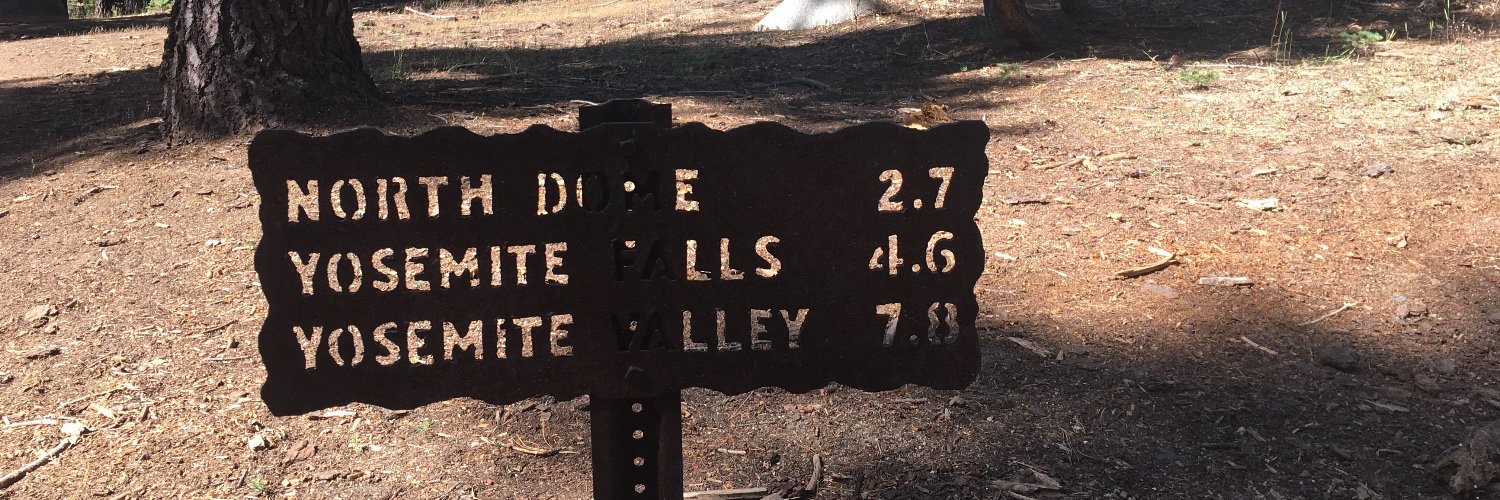 NORTH DOME 2.7
YOSEMITE FALLS 4.6
YOSEMITE VALLEY 7.8